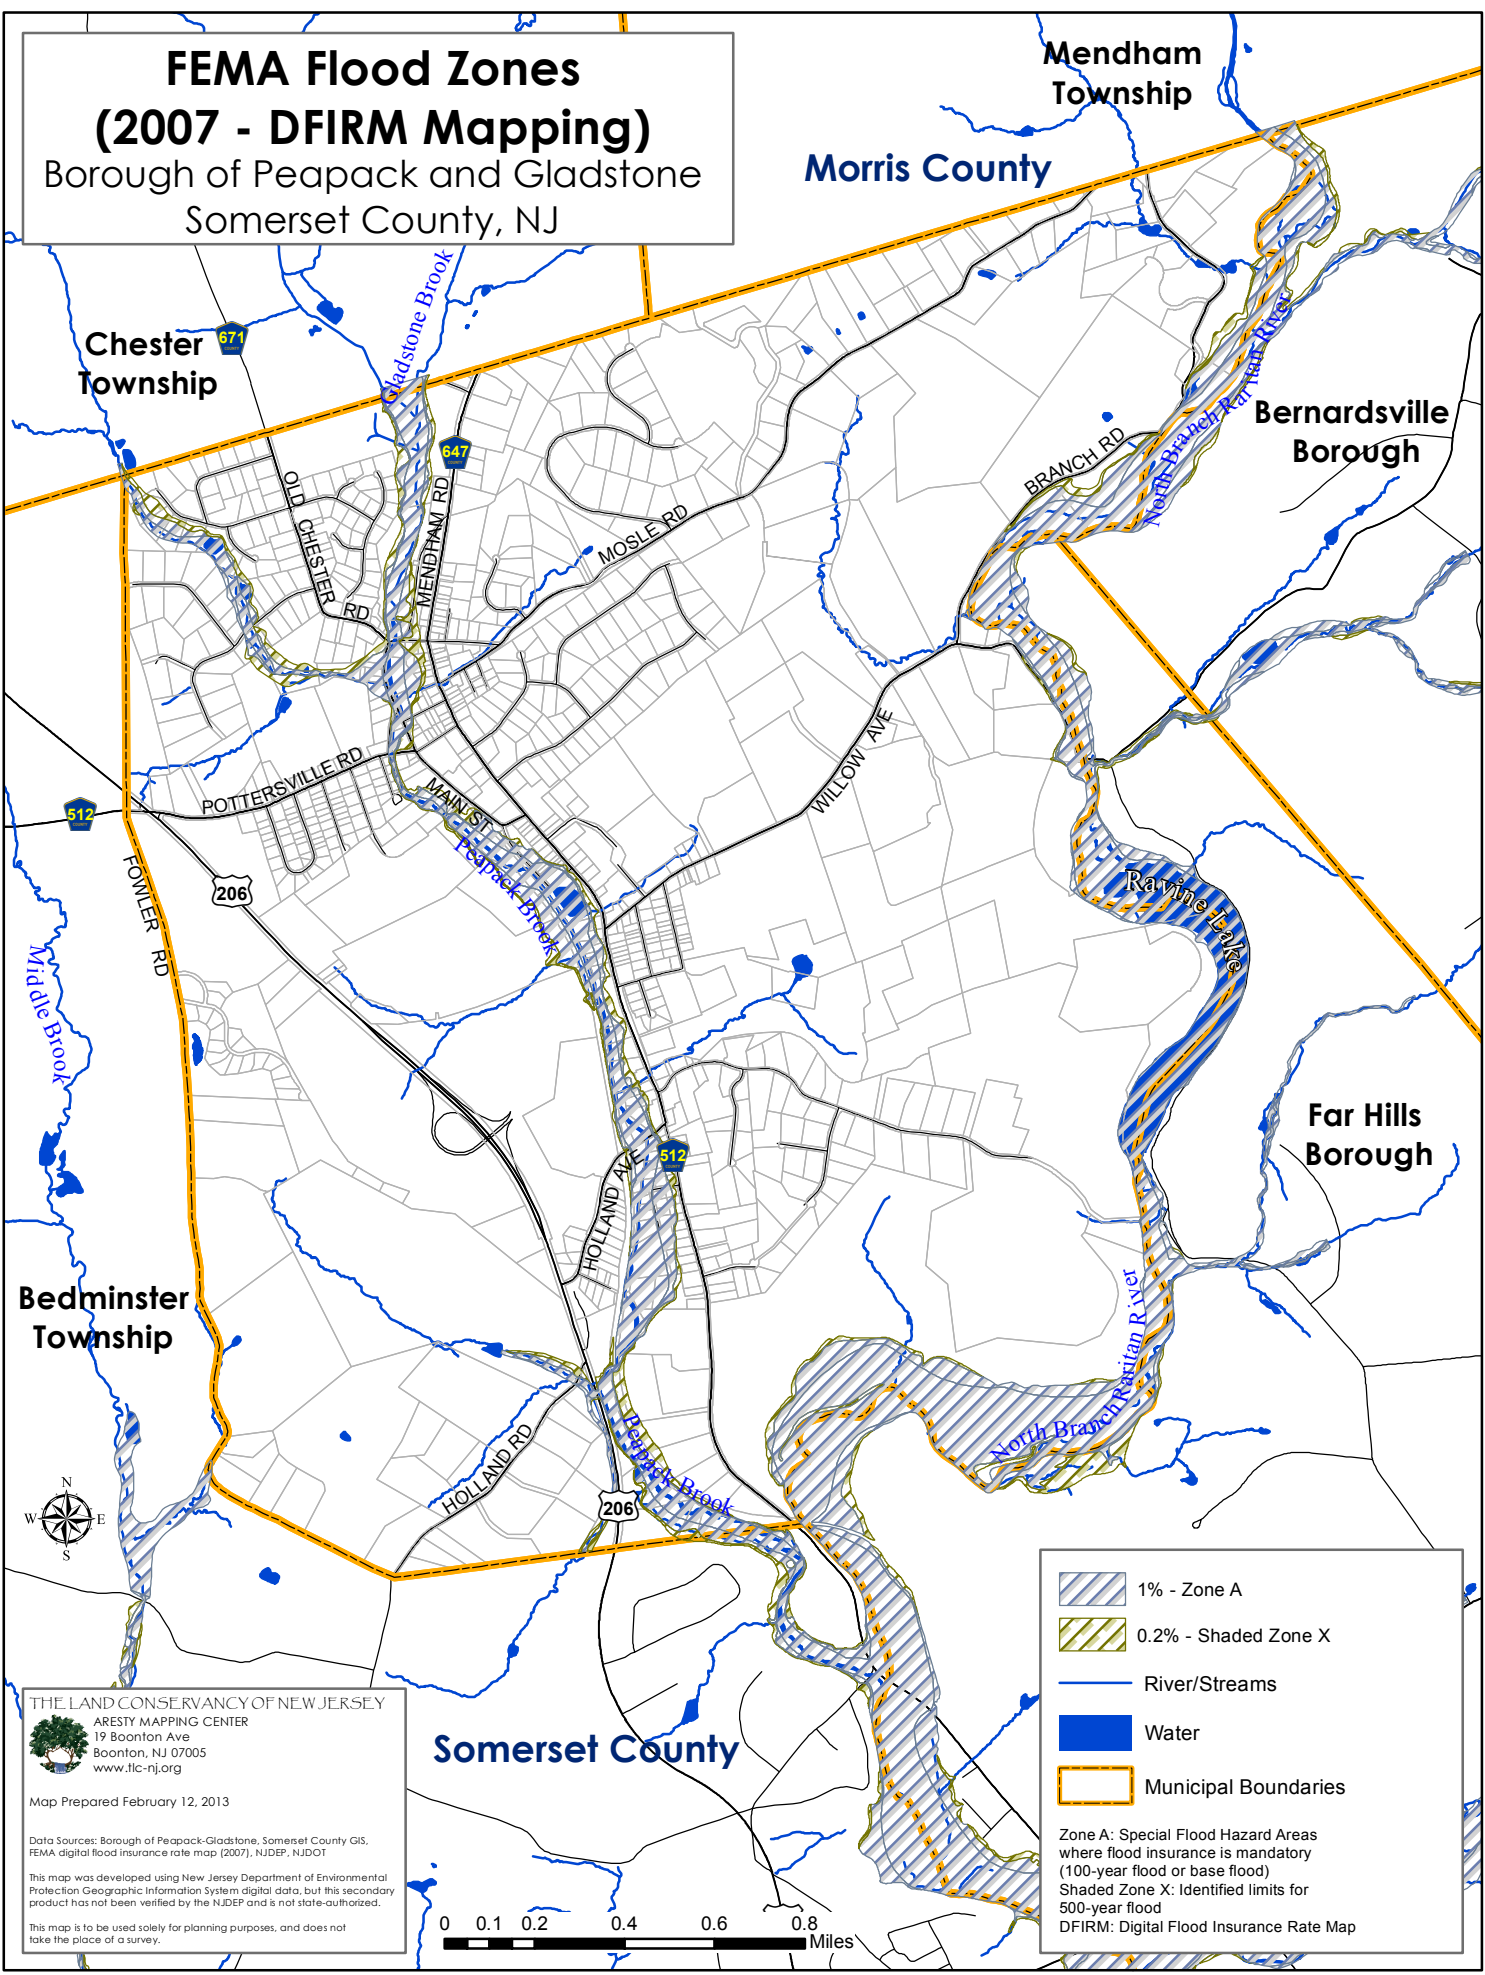 FEMA Flood Zones
(2007 - DFIRM Mapping)
Borough of Peapack and Gladstone
Somerset County, NJ
Mendham
Township
Morris County
Gladstone Brook
Chester
Township
671
COUNTY
647
COUNTY
North Branch Raritan River
Bernardsville
Borough
BRANCH RD
OLD CHESTER RD
MENDHAM RD
MOSLE RD
WILLOW AVE
POTTERSVILLE RD
MAIN ST
512
COUNTY
Peapack Brook
206
FOWLER RD
Ravine Lake
Middle Brook
Far Hills
Borough
512
COUNTY
HOLLAND AVE
Bedminster
Township
North Branch Raritan River
HOLLAND RD
Peapack Brook
206
N
W E
S
Somerset County
1% - Zone A
0.2% - Shaded Zone X
River/Streams
Water
Municipal Boundaries
Zone A: Special Flood Hazard Areas
where flood insurance is mandatory
(100-year flood or base flood)
Shaded Zone X: Identified limits for
500-year flood
DFIRM: Digital Flood Insurance Rate Map
THE LAND CONSERVANCY OF NEW JERSEY
ARESTY MAPPING CENTER
19 Boonton Ave
Boonton, NJ 07005
www.tlc-nj.org
Map Prepared February 12, 2013
Data Sources: Borough of Peapack-Gladstone, Somerset County GIS,
FEMA digital flood insurance rate map (2007), NJDEP, NJDOT
This map was developed using New Jersey Department of Environmental
Protection Geographic Information System digital data, but this secondary
product has not been verified by the NJDEP and is not state-authorized.
This map is to be used solely for planning purposes, and does not
take the place of a survey.
0 0.1 0.2 0.4 0.6 0.8
Miles